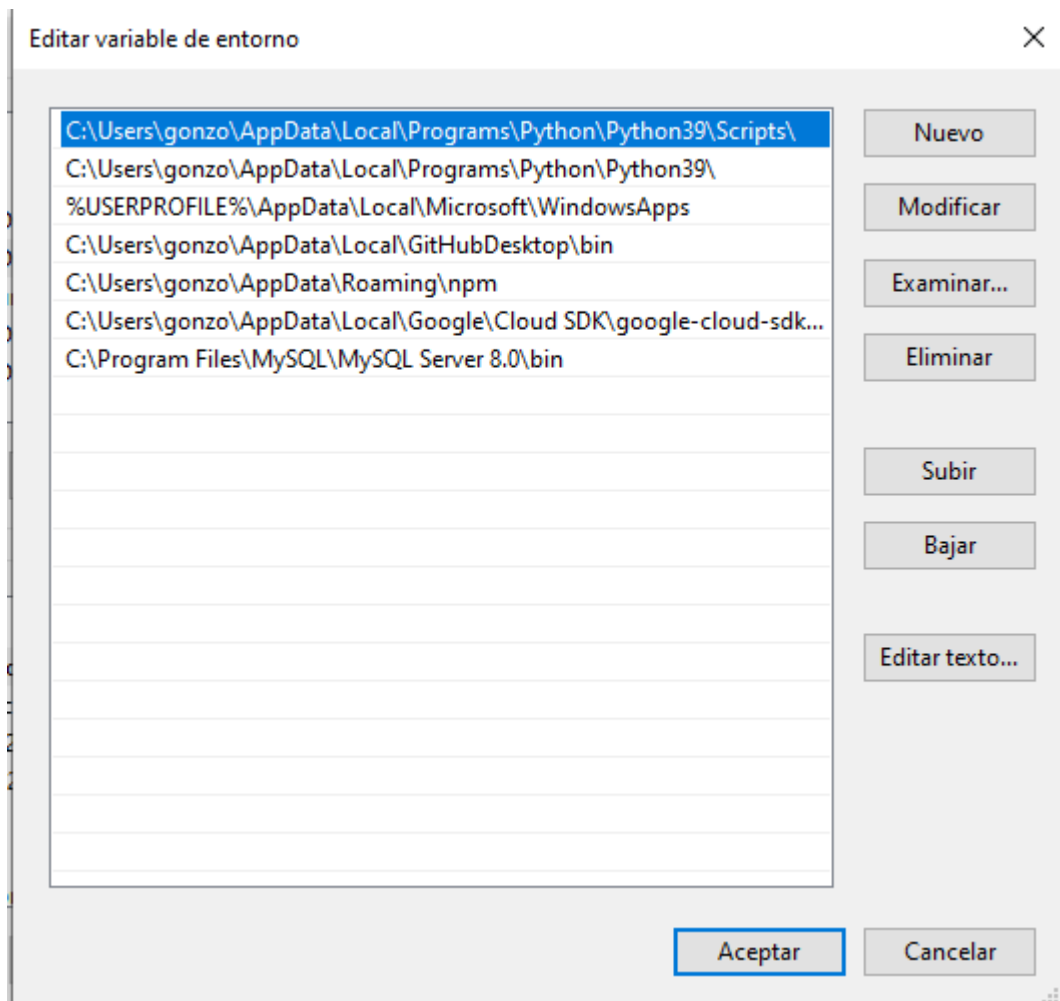 Editar variable de entorno
C:\Users\gonzo\AppData\Local\Programs\Python\Python39\Scripts\
C:\Users\gonzo\AppData\Local\Programs\Python\Python39\
%USERPROFILE%\AppData\Local\Microsoft\WindowsApps
C:\Users\gonzo\AppData\Local\GitHubDesktop\bin
C:\Users\gonzo\AppData\Roaming\npm
C:\Users\gonzo\AppData\Local\Google\Cloud SDK\google-cloud-sdk...
C:\Program Files\MySQL\MySQL Server 8.0\bin
Nuevo
Modificar
Examinar...
Eliminar
Subir
Bajar
Editar texto...
Aceptar
Cancelar